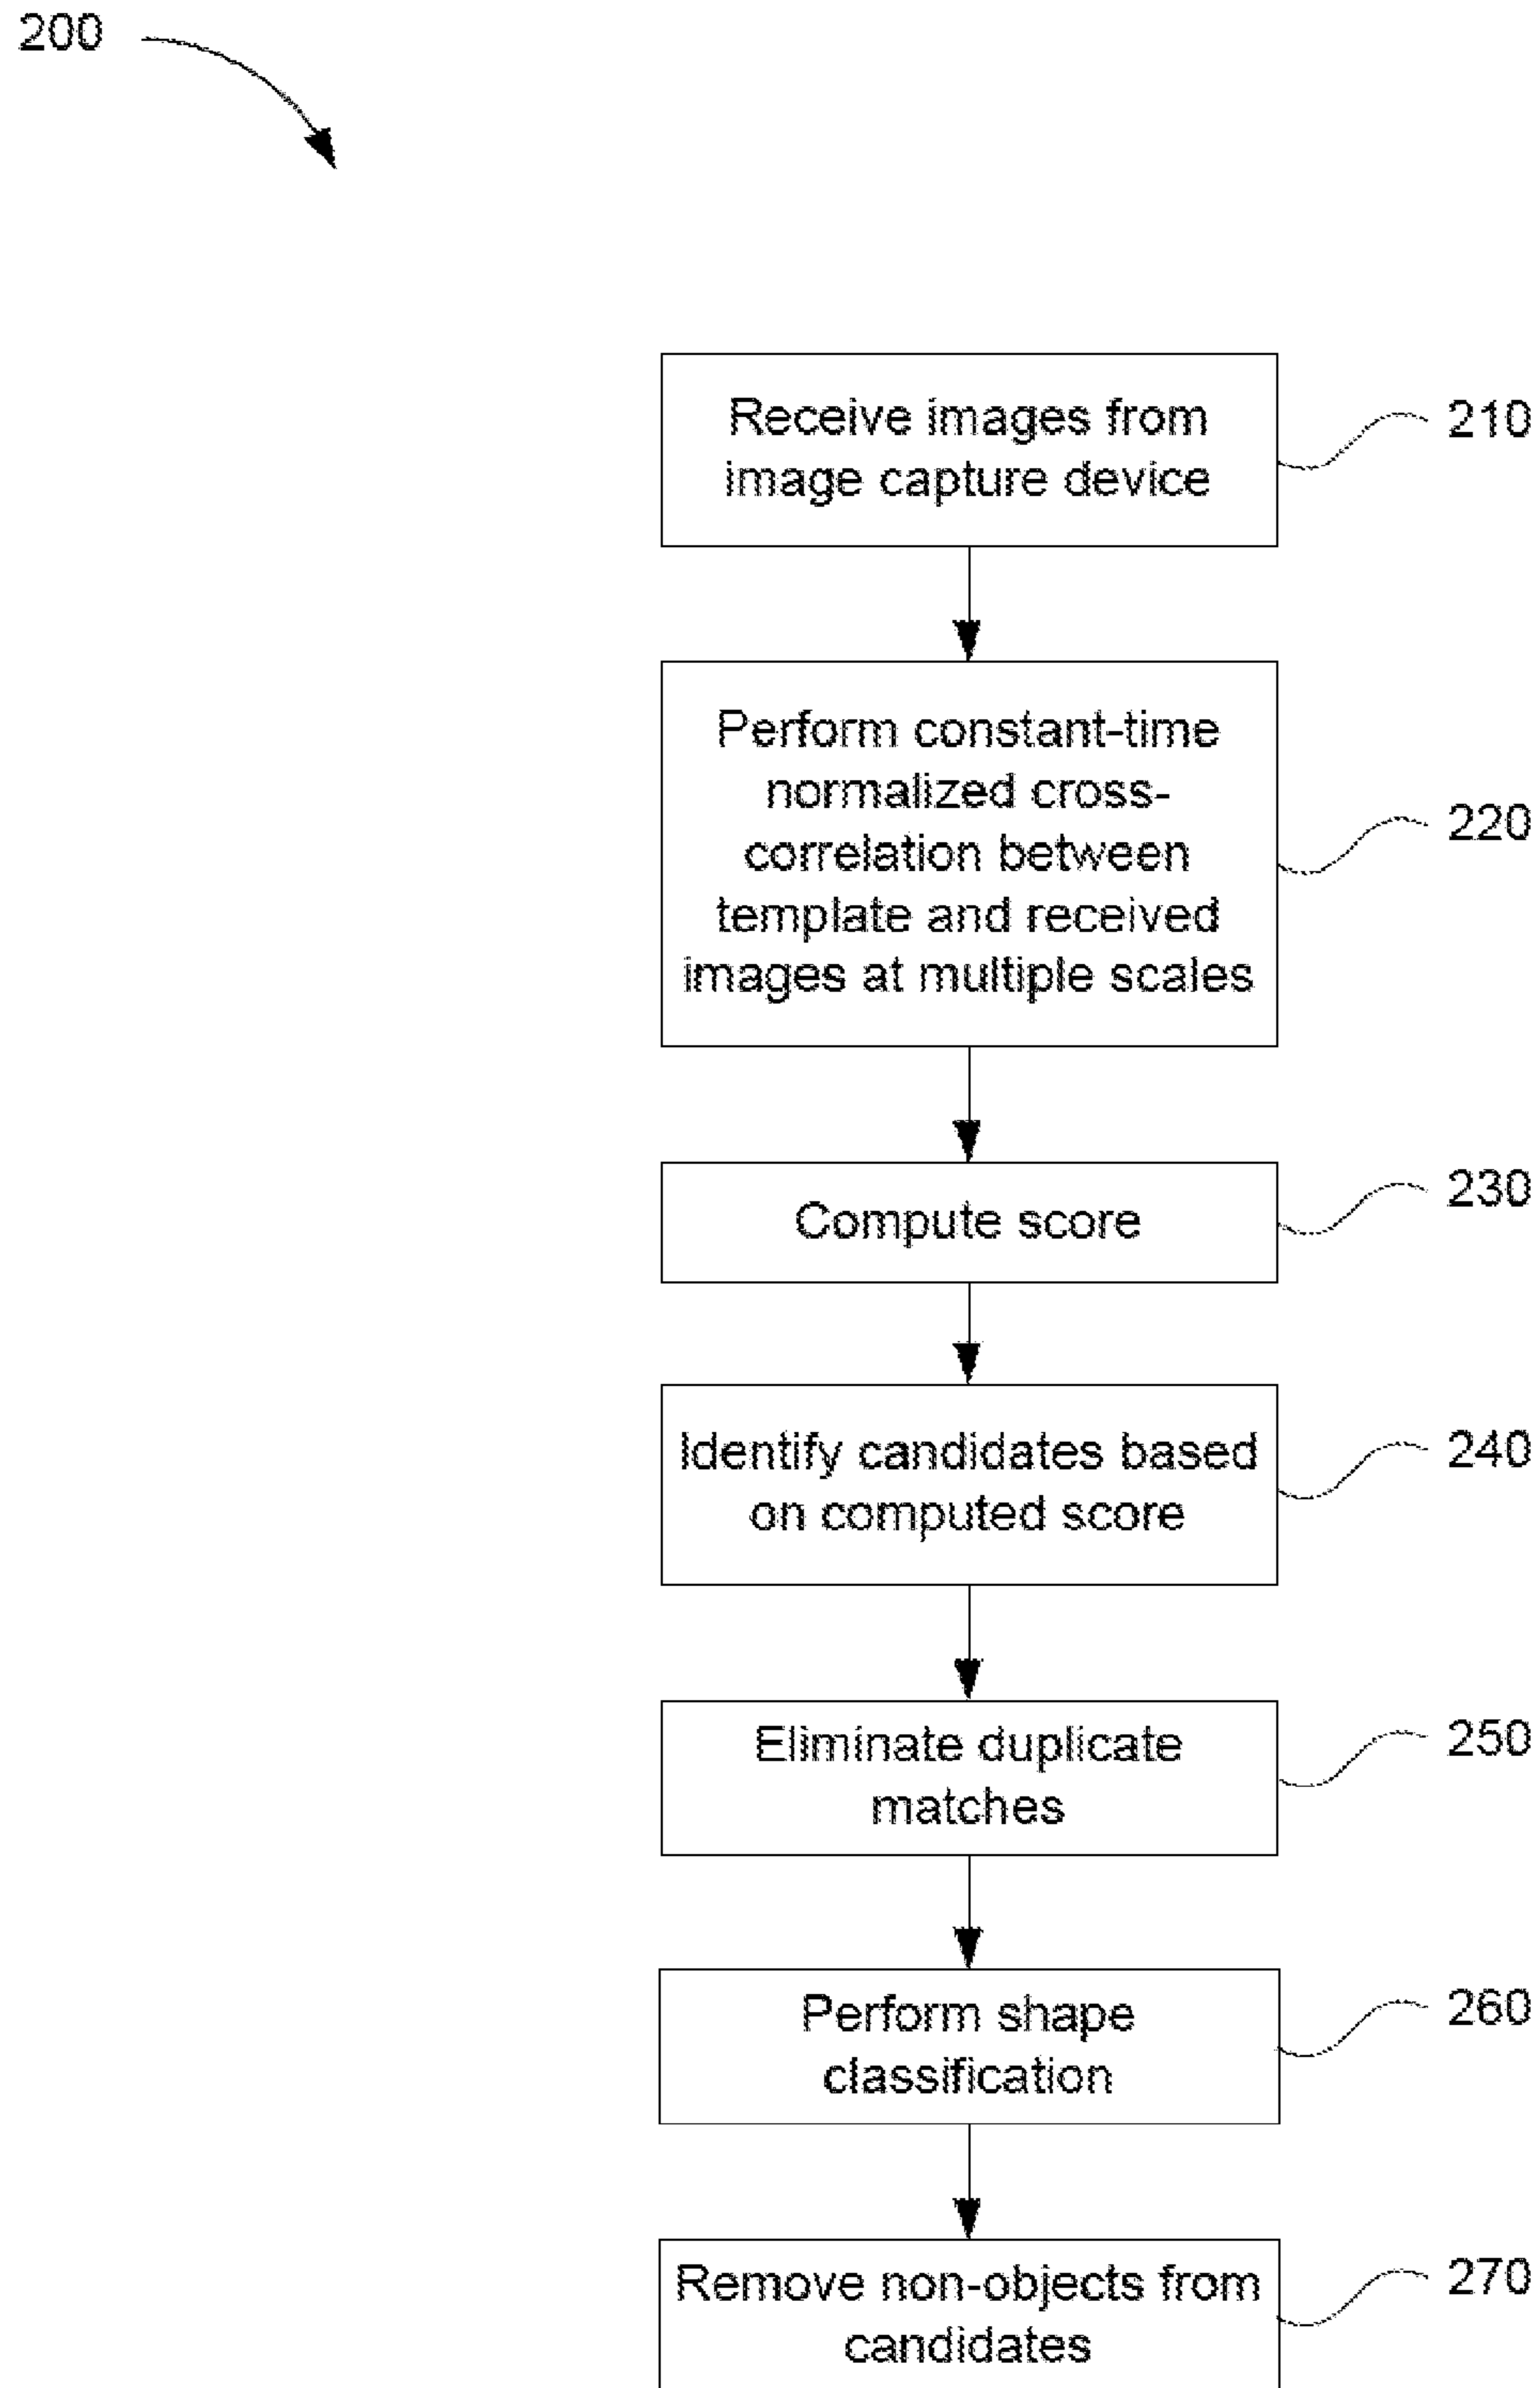 200
Receive images from
image capture device
210
Perform constant-time
normalized cross-
correlation between
template and received
images at multiple scales
220
Compute score
230
Identify candidates based
on computed score
240
Eliminate duplicate
matches
250
Perform shape
classification
260
Remove non-objects from
candidates
270